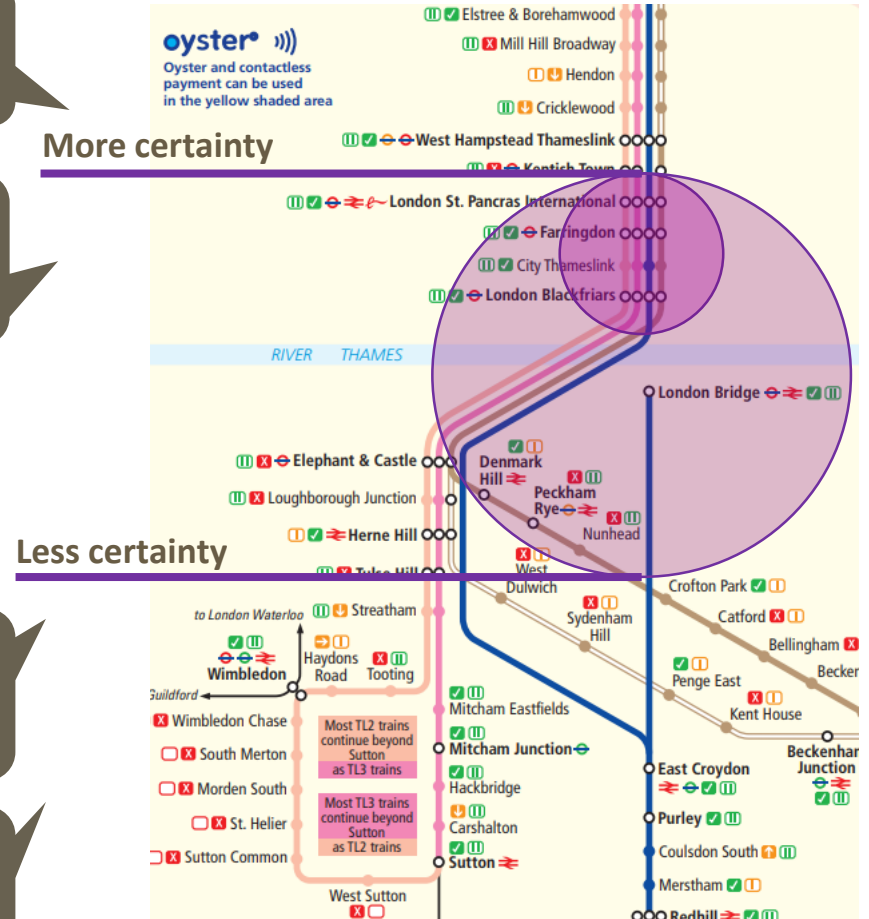 Elstree & Borehamwood
oyster
Oyster and contactless
payment can be used
in the yellow shaded area
Mill Hill Broadway
Hendon
Cricklewood
More certainty
West Hampstead Thameslink
Kentish Town
London St. Pancras International
Farringdon
City Thameslink
London Blackfriars
RIVER THAMES
London Bridge
Elephant & Castle
Denmark
Hill
Loughborough Junction
Peckham
Rye
Nunhead
Herne Hill
Less certainty
West
Dulwich
Tulse Hill
Crofton Park
to London Waterloo
Streatham
Sydenham
Hill
Catford
Bellingham
Wimbledon
Haydons
Road
Tooting
Penge East
Becker
Guildford
Mitcham Eastfields
Kent House
Wimbledon Chase
Most TL2 trains
continue beyond
Sutton
as TL3 trains
South Merton
Mitcham Junction
Beckenhar
Junction
East Croydon
Morden South
Hackbridge
Most TL3 trains
continue beyond
Sutton
as TL2 trains
St. Helier
Carshalton
Purley
Sutton Common
Sutton
Coulsdon South
Merstham
West Sutton
Redhill